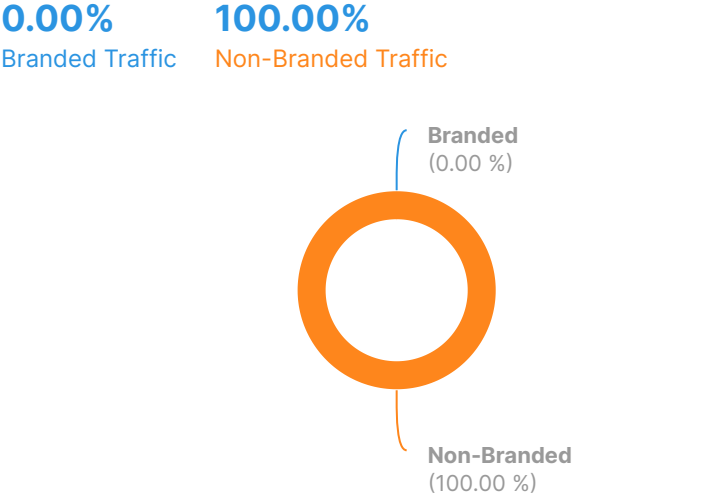 0.00% 100.00%
Branded Traffic Non-Branded Traffic
Branded
(0.00 %)
Non-Branded
(100.00 %)